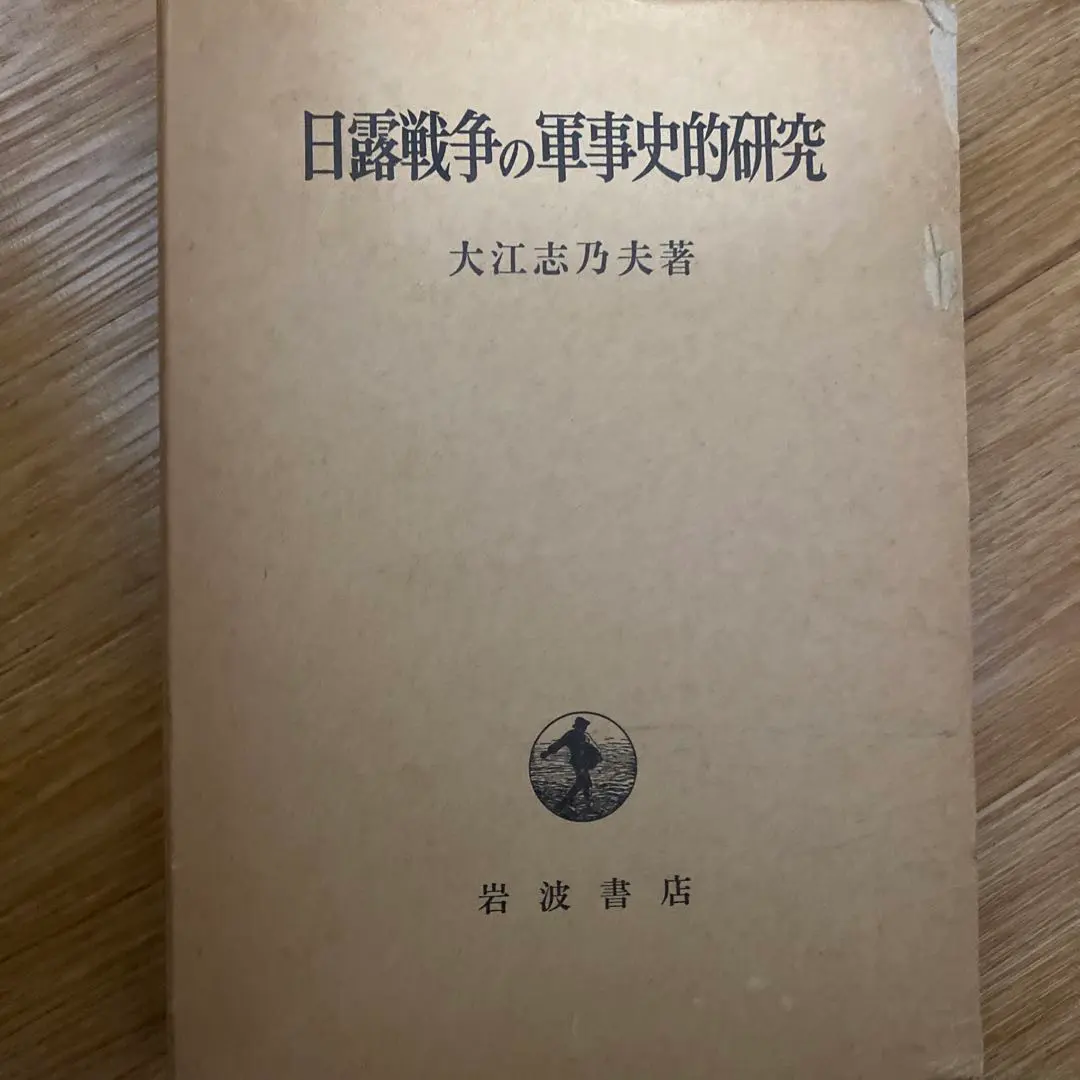 日露戦争の軍事史的研究
大江志乃夫著
岩波書店